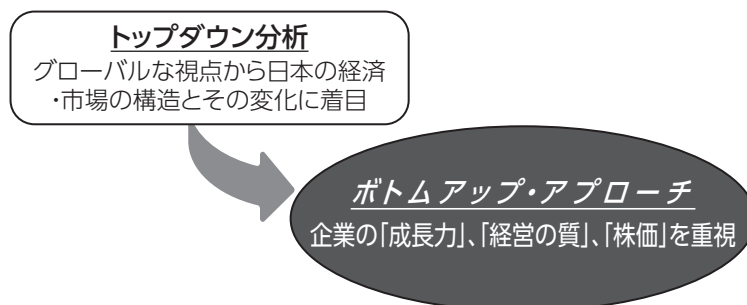 トップダウン分析
グローバルな視点から日本の経済
・市場の構造とその変化に着目
ボトムアップ・アプローチ
企業の「成長力」、「経営の質」、「株価」を重視